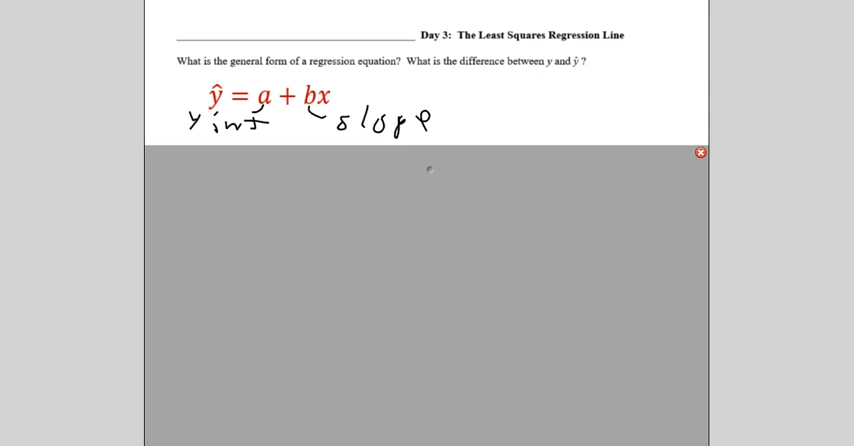 Day 3: The Least Squares Regression Line
What is the general form of a regression equation? What is the difference between y and ŷ ?
ŷ = a + bx
y int slope